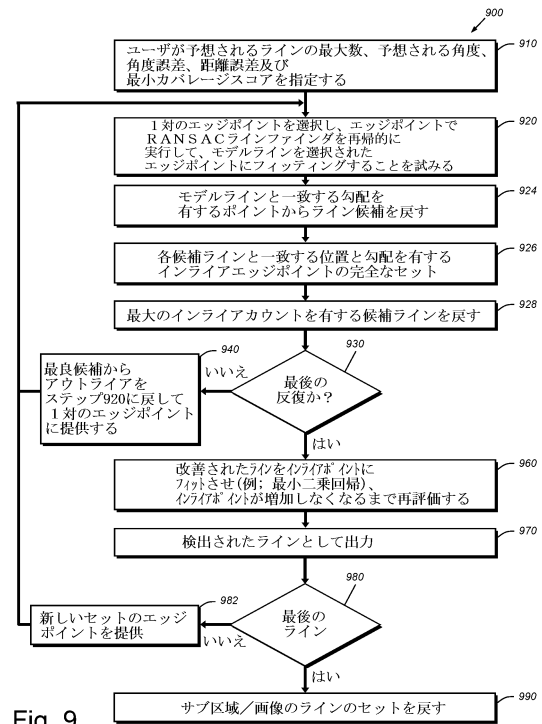 900
ユーザが予想されるラインの最大数、予想される角度、
角度誤差、距離誤差及び
最小カバレージスコアを指定する
910
1対のエッジポイントを選択し、エッジポイントで
RANSACラインファインダを再帰的に
実行して、モデルラインを選択された
エッジポイントにフィッティングすることを試みる
920
モデルラインと一致する勾配を
有するポイントからライン候補を戻す
924
各候補ラインと一致する位置と勾配を有する
インライアエッジポイントの完全なセット
926
最大のインライアカウントを有する候補ラインを戻す
928
930
最後の
反復か?
いいえ
940
最良候補から
アウトライアを
ステップ920に戻して
1対のエッジポイント
に提供する
はい
改善されたラインをインライアポイントに
フィットさせ(例; 最小二乗回帰)、
インライアポイントが増加しなくなるまで再評価する
960
検出されたラインとして出力
970
980
最後の
ライン
いいえ
982
新しいセットのエッジ
ポイントを提供
はい
サブ区域/画像のラインのセットを戻す
990
Fig. 9